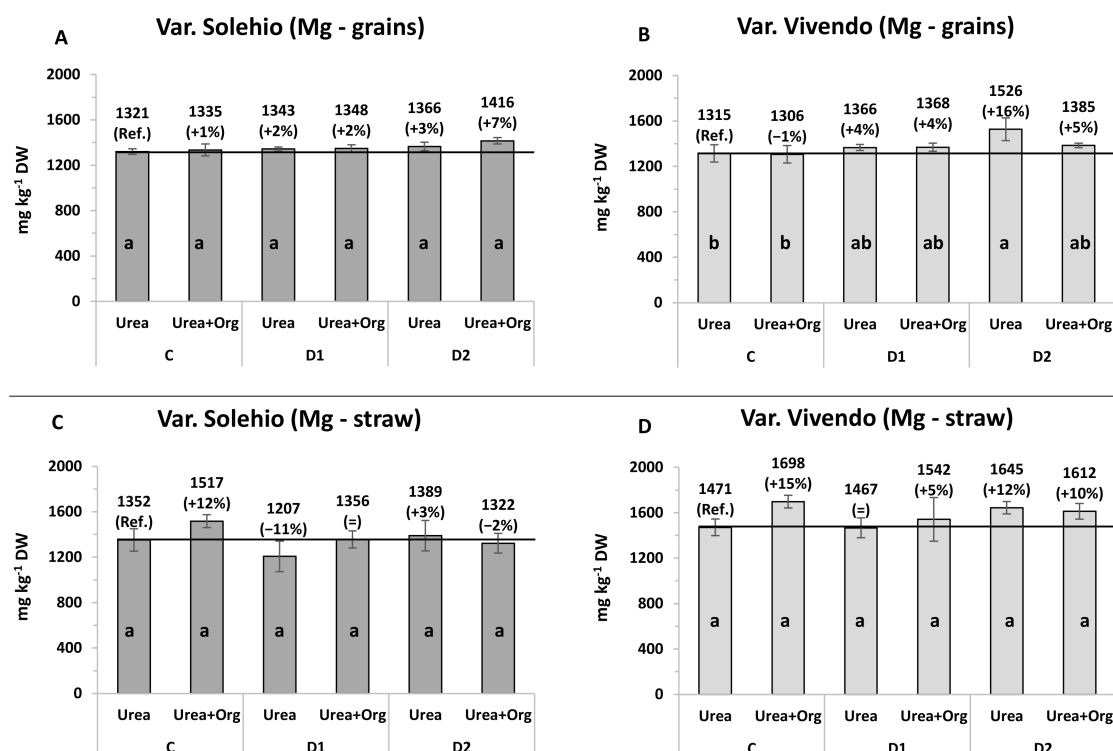 A
Var. Solehio (Mg - grains)
mg kg⁻¹ DW
2000
1600
1200
800
400
0
1321
(Ref.)
1335
(+1%)
1343
(+2%)
1348
(+2%)
1366
(+3%)
1416
(+7%)
a a a a a a
Urea Urea+Org Urea Urea+Org Urea Urea+Org
C D1 D2
B
Var. Vivendo (Mg - grains)
mg kg⁻¹ DW
2000
1600
1200
800
400
0
1315
(Ref.)
1306
(−1%)
1366
(+4%)
1368
(+4%)
1526
(+16%)
1385
(+5%)
b b ab ab a ab
Urea Urea+Org Urea Urea+Org Urea Urea+Org
C D1 D2
C
Var. Solehio (Mg - straw)
mg kg⁻¹ DW
2000
1600
1200
800
400
0
1352
(Ref.)
1517
(+12%)
1207
(−11%)
1356
(=)
1389
(+3%)
1322
(−2%)
a a a a a a
Urea Urea+Org Urea Urea+Org Urea Urea+Org
C D1 D2
D
Var. Vivendo (Mg - straw)
mg kg⁻¹ DW
2000
1600
1200
800
400
0
1471
(Ref.)
1698
(+15%)
1467
(=)
1542
(+5%)
1645
(+12%)
1612
(+10%)
a a a a a a
Urea Urea+Org Urea Urea+Org Urea Urea+Org
C D1 D2